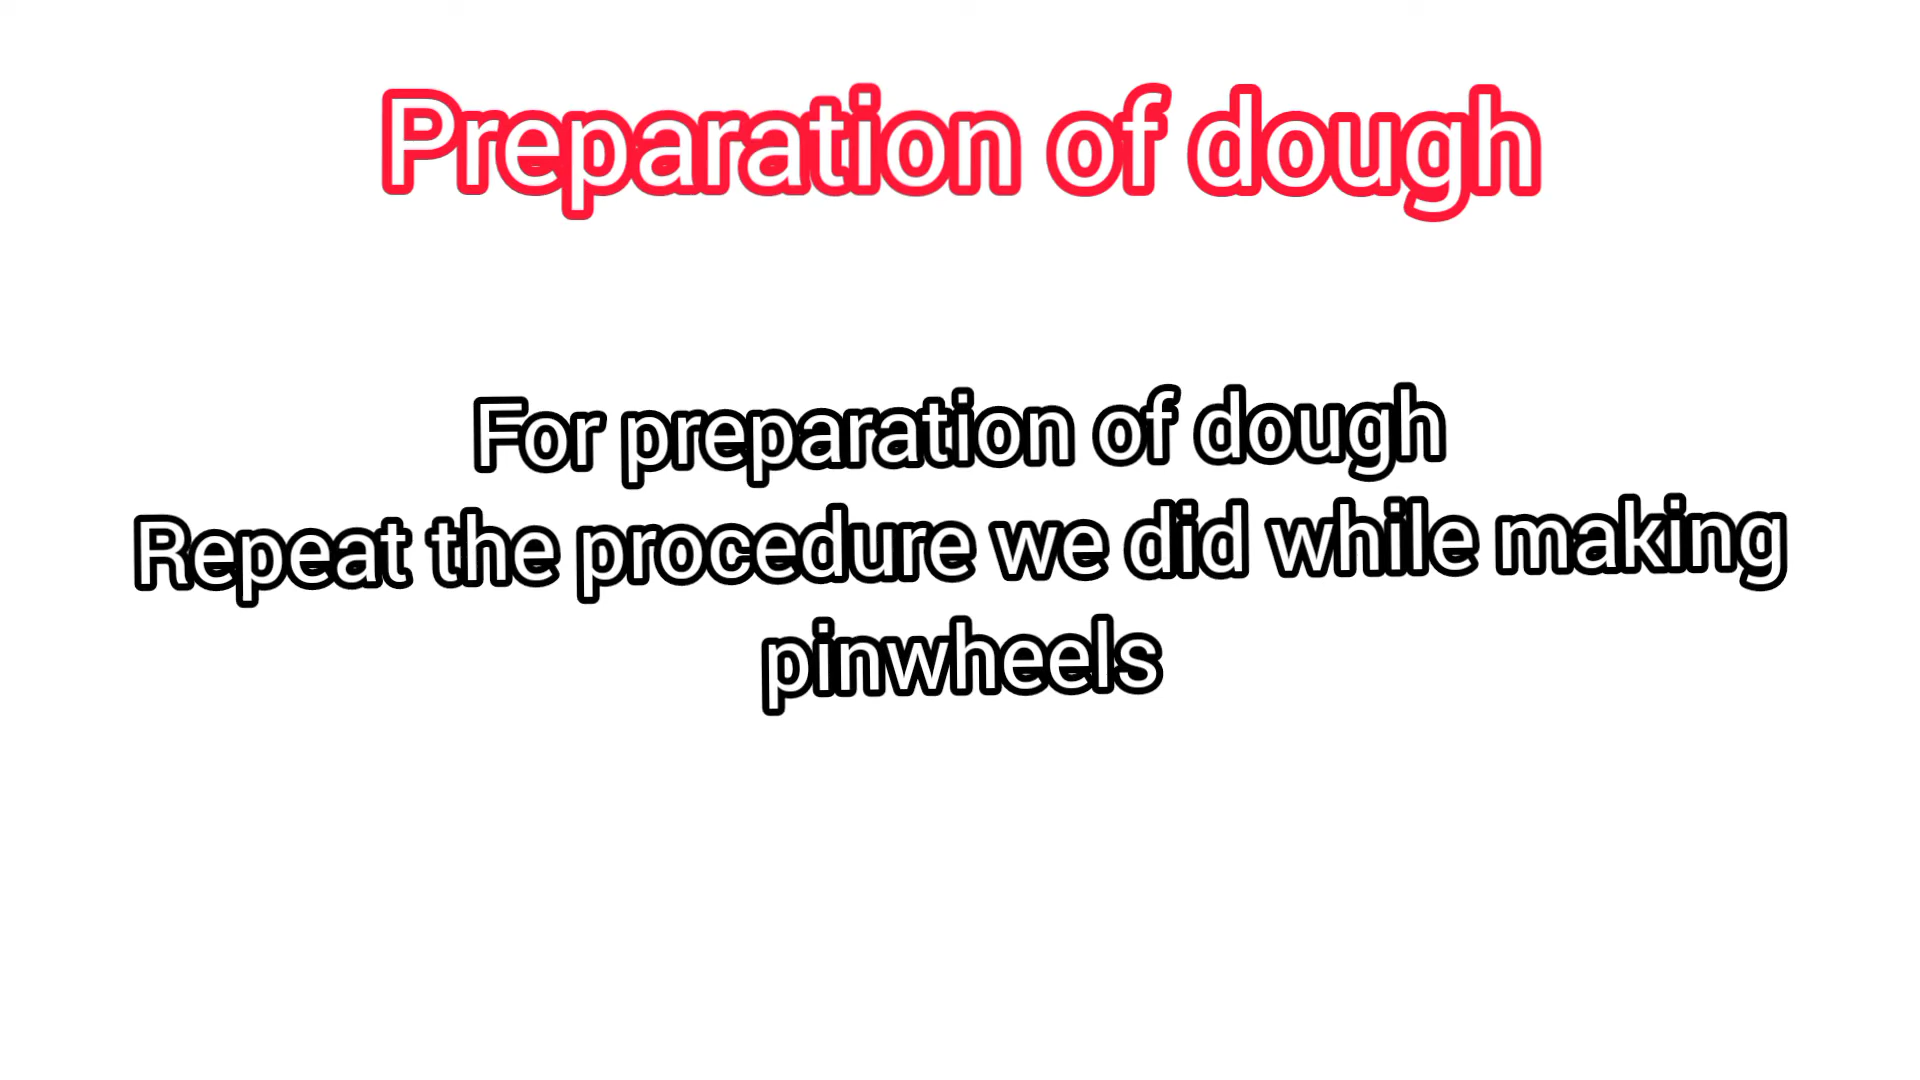 Preparation of dough
For preparation of dough
Repeat the procedure we did while making
pinwheels